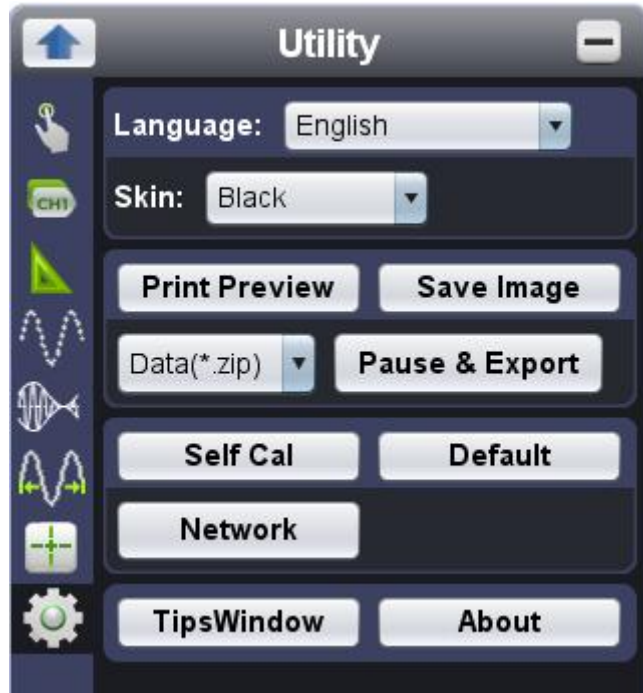 Utility
Language: English
CH1
Skin: Black
Print Preview Save Image
Data(*.zip) Pause & Export
Self Cal Default
Network
TipsWindow About